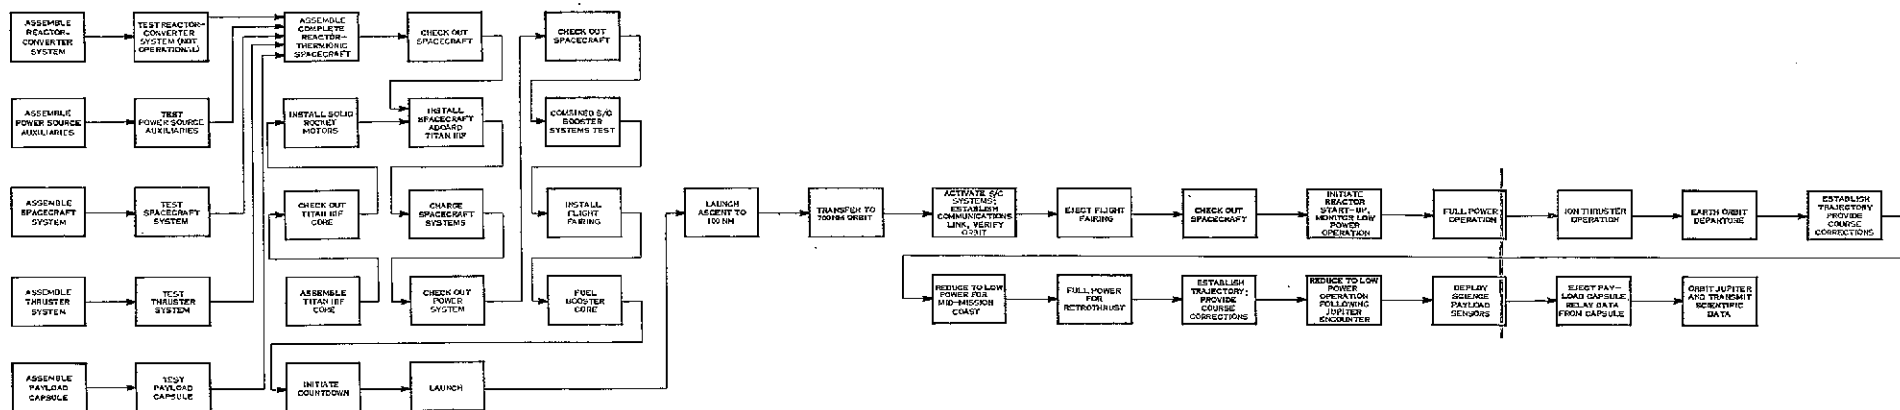 ASSEMBLE
REACTOR-
CONVERTER
SYSTEM
TEST REACTOR-
CONVERTER
SYSTEM (NOT
OPERATIONAL)
ASSEMBLE
COMPLETE
REACTOR-
THERMIONIC
SPACECRAFT
CHECK OUT
SPACECRAFT
CHECK OUT
SPACECRAFT
ASSEMBLE
POWER SOURCE
AUXILIARIES
TEST
POWER SOURCE
AUXILIARIES
INSTALL SOLID
ROCKET
MOTORS
INSTALL
SPACECRAFT
ABOARD
TITAN IIIF
COMBINED S/C
BOOSTER
SYSTEMS TEST
ASSEMBLE
SPACECRAFT
SYSTEM
TEST
SPACECRAFT
SYSTEM
CHECK OUT
TITAN IIIF
CORE
CHARGE
SPACECRAFT
SYSTEMS
INSTALL
FLIGHT
FAIRING
LAUNCH
ASCENT TO
100 NM
TRANSFER TO
ORBIT
ACTIVATE S/C
SYSTEMS;
ESTABLISH
COMMUNICATIONS
LINK, VERIFY
ORBIT
EJECT FLIGHT
FAIRING
CHECK OUT
SPACECRAFT
INITIATE
REACTOR
START-UP,
MONITOR LOW
POWER
OPERATION
FULL POWER
OPERATION
ION THRUSTER
OPERATION
EARTH ORBIT
DEPARTURE
ESTABLISH
TRAJECTORY
PROVIDE
COURSE
CORRECTIONS
ASSEMBLE
THRUSTER
SYSTEM
TEST
THRUSTER
SYSTEM
ASSEMBLE
TITAN IIIF
CORE
CHECK OUT
POWER
SYSTEM
FUEL
BOOSTER
CORE
REDUCE TO LOW
POWER FOR
MID-MISSION
COAST
FULL POWER
FOR
RETROTHRUST
ESTABLISH
TRAJECTORY;
PROVIDE
COURSE
CORRECTIONS
REDUCE TO LOW
POWER
OPERATION
FOLLOWING
JUPITER
ENCOUNTER
DEPLOY
SCIENCE
PAYLOAD
SENSORS
EJECT PAY-
LOAD CAPSULE,
RELAY DATA
FROM CAPSULE
ORBIT JUPITER
AND TRANSMIT
SCIENTIFIC
DATA
ASSEMBLE
PAYLOAD
CAPSULE
TEST
PAYLOAD
CAPSULE
INITIATE
COUNTDOWN
LAUNCH